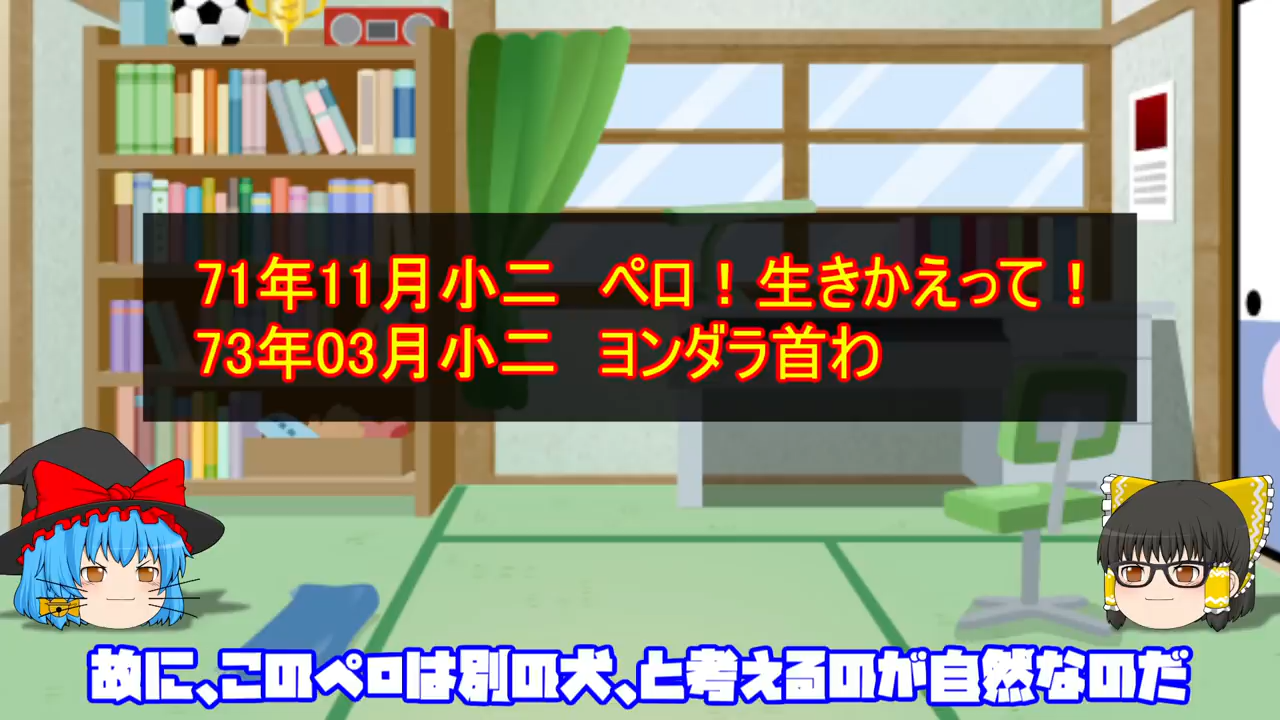 71年11月小二　ペロ！生きかえって！
73年03月小二　ヨンダラ首わ
故に、このペロは別の犬、と考えるのが自然なのだ